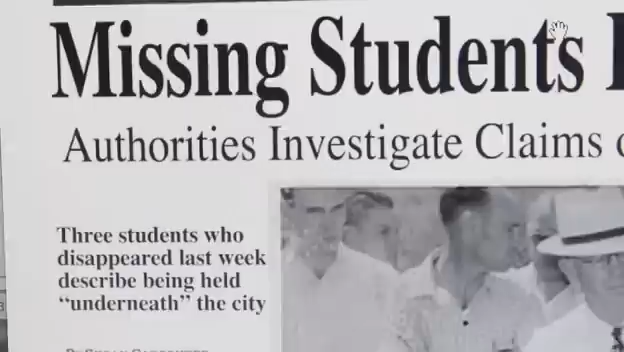 Missing Students
Authorities Investigate Claims
Three students who
disappeared last week
describe being held
“underneath” the city